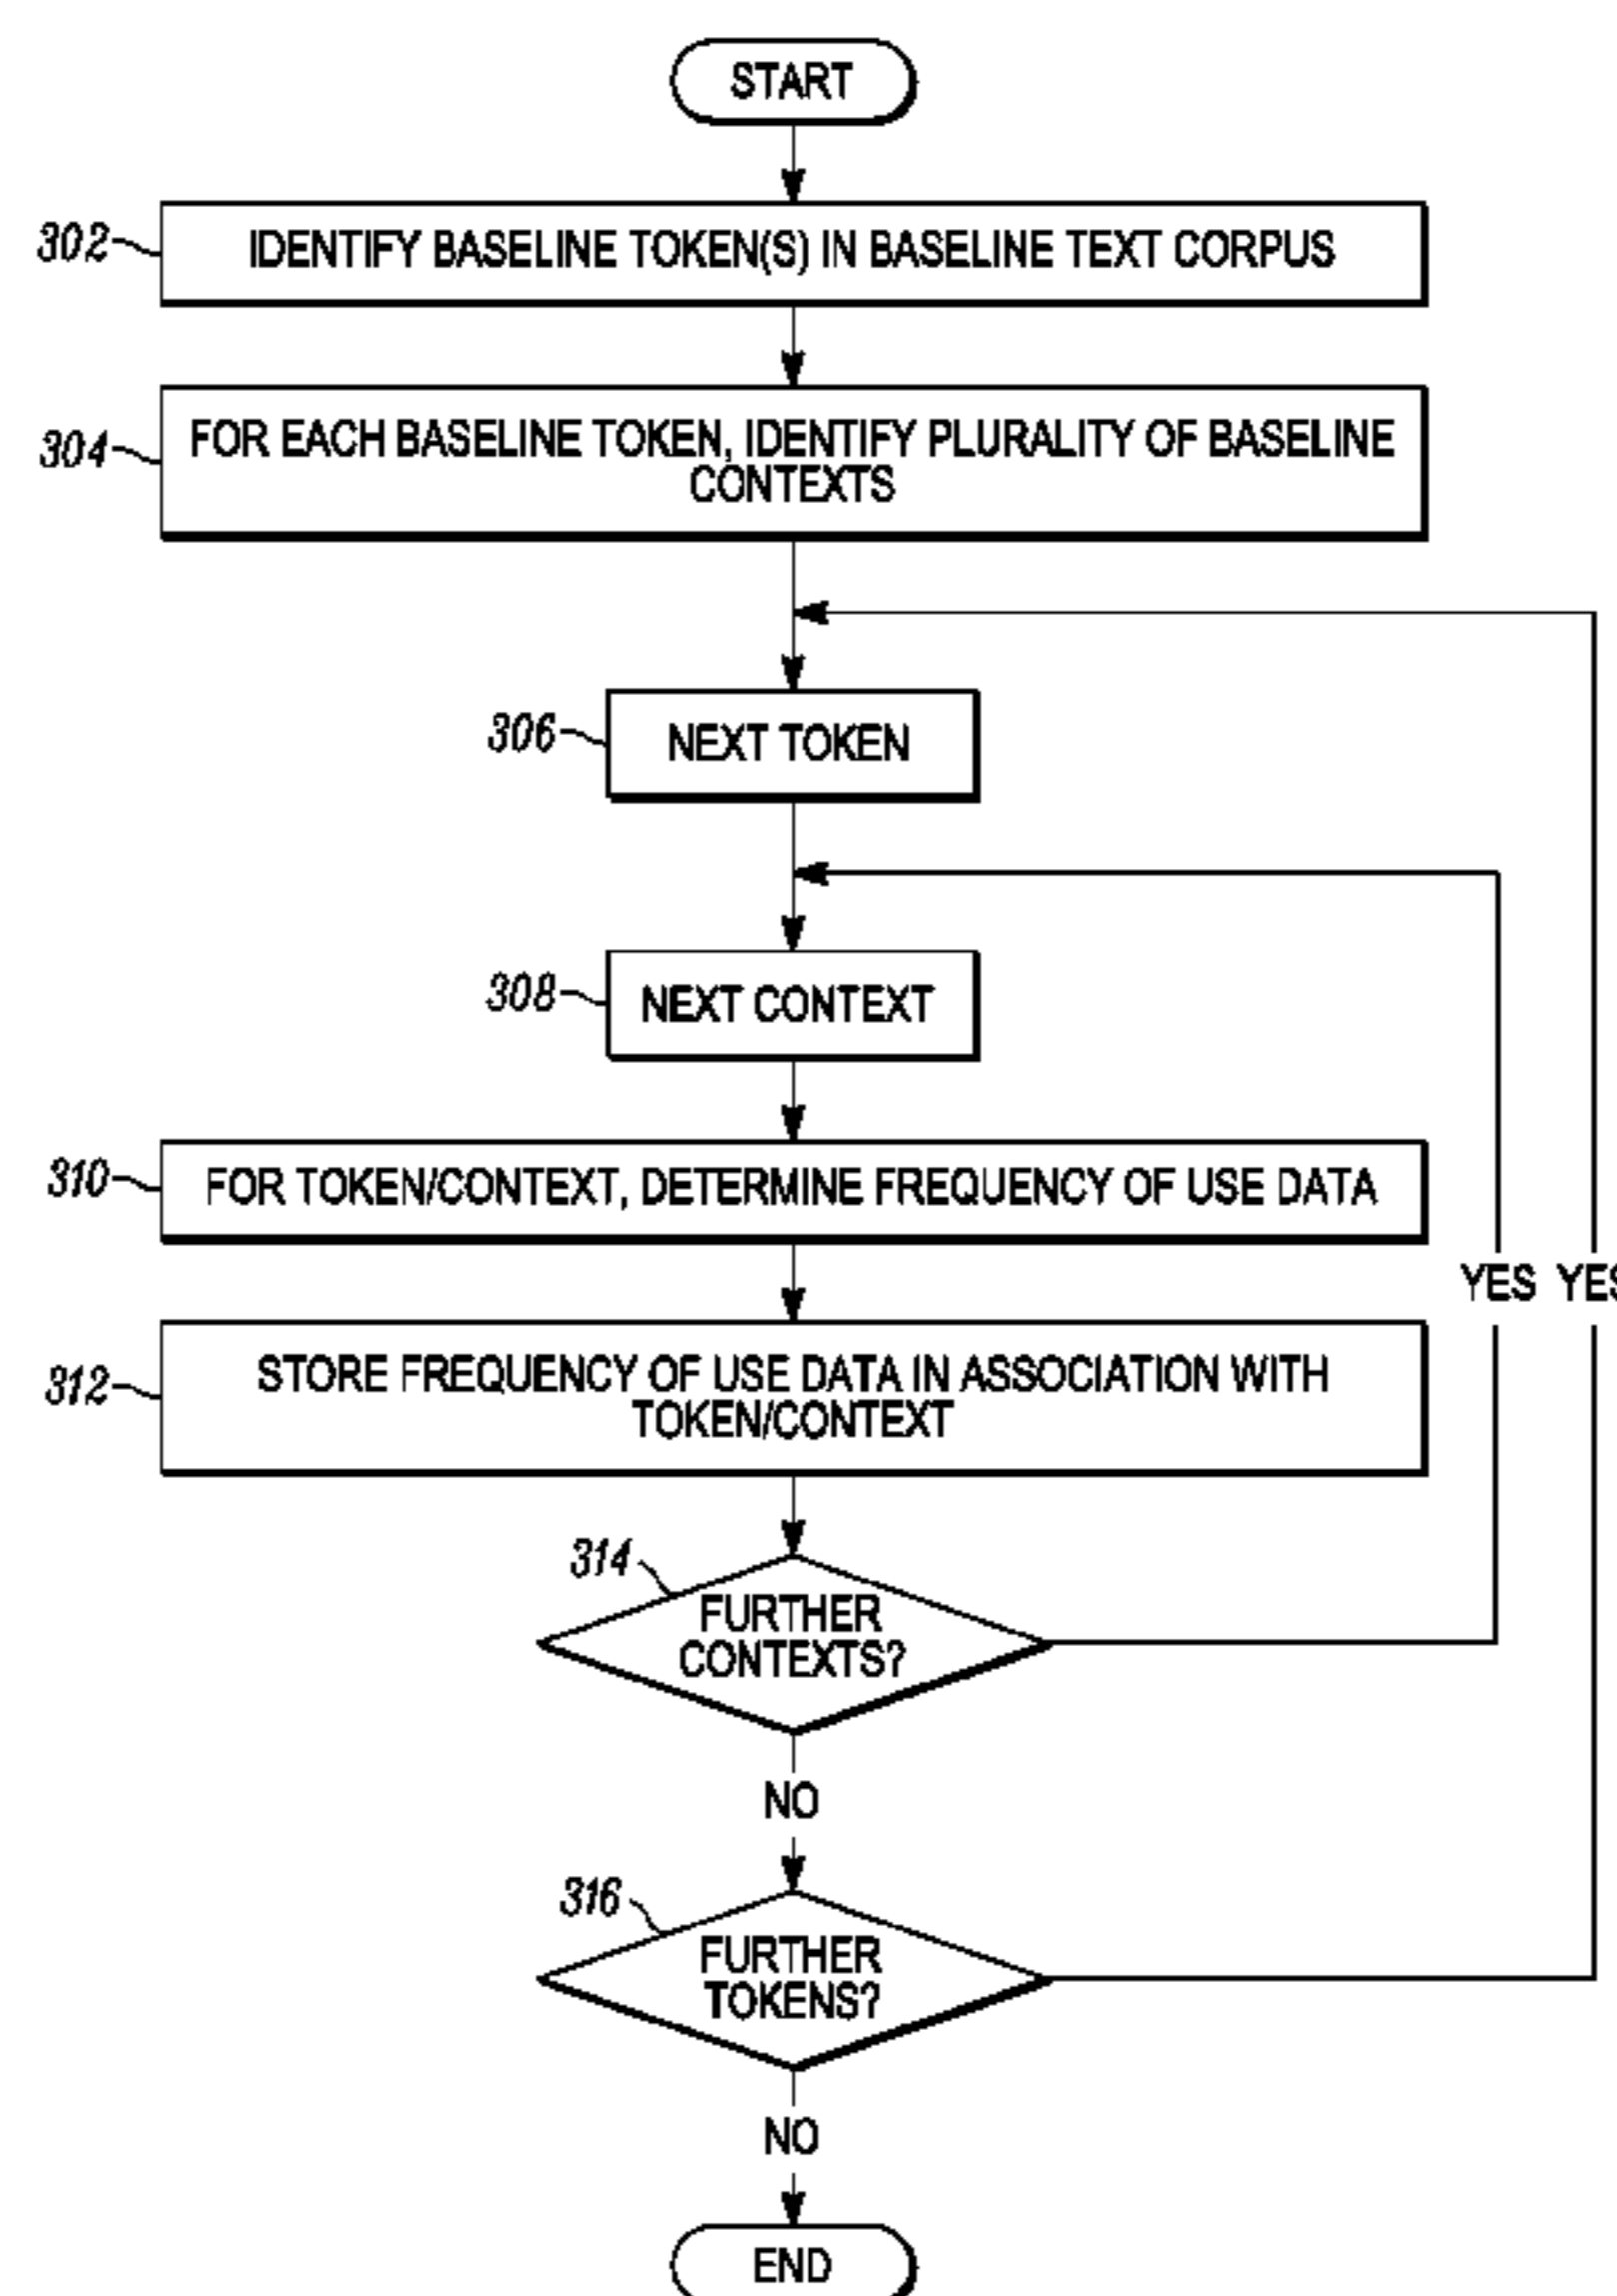 START
302
IDENTIFY BASELINE TOKEN(S) IN BASELINE TEXT CORPUS
304
FOR EACH BASELINE TOKEN, IDENTIFY PLURALITY OF BASELINE
CONTEXTS
306
NEXT TOKEN
308
NEXT CONTEXT
310
FOR TOKEN/CONTEXT, DETERMINE FREQUENCY OF USE DATA
YES YES
312
STORE FREQUENCY OF USE DATA IN ASSOCIATION WITH
TOKEN/CONTEXT
314
FURTHER
CONTEXTS?
NO
316
FURTHER
TOKENS?
NO
END